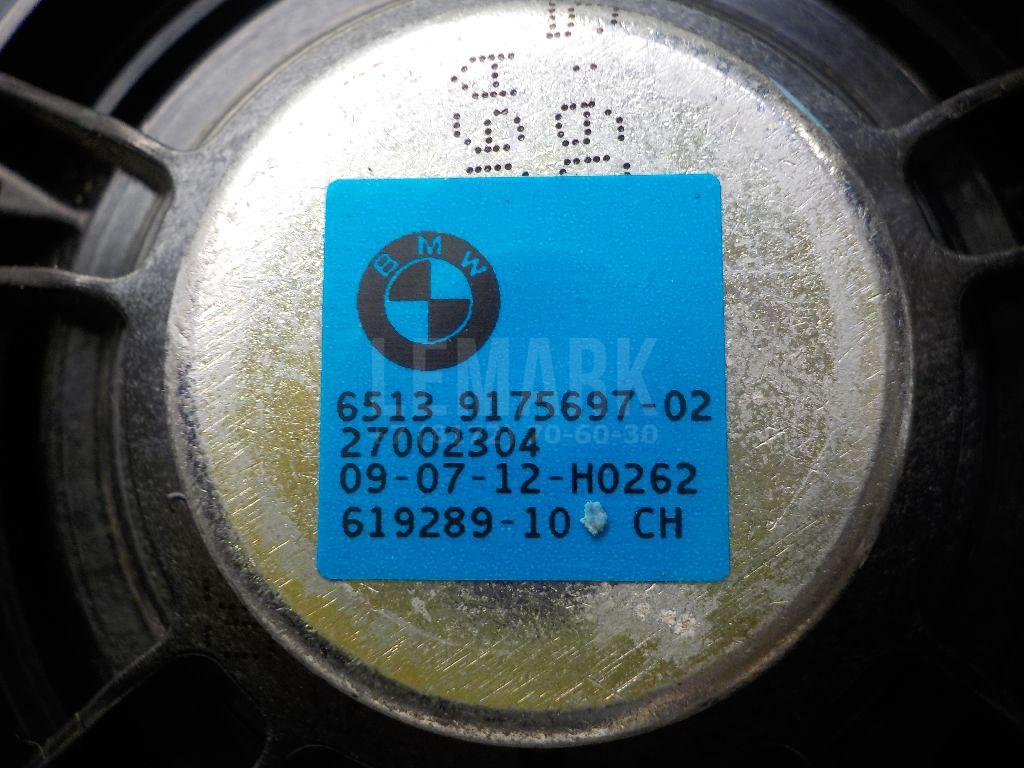 BMW
LEMARK
6513 9175697-02
27002304
09-07-12-H0262
619289-10 CH